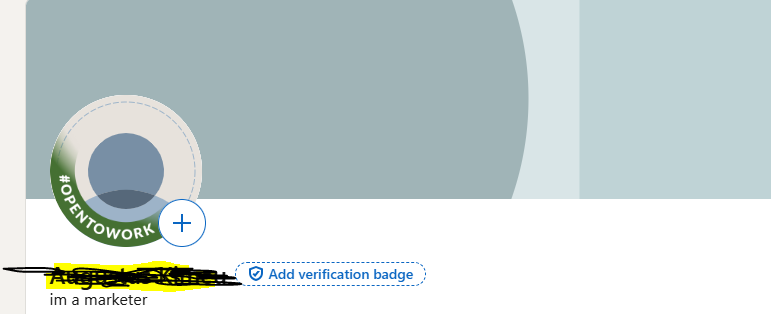 #OPENTOWORK
Add verification badge
im a marketer